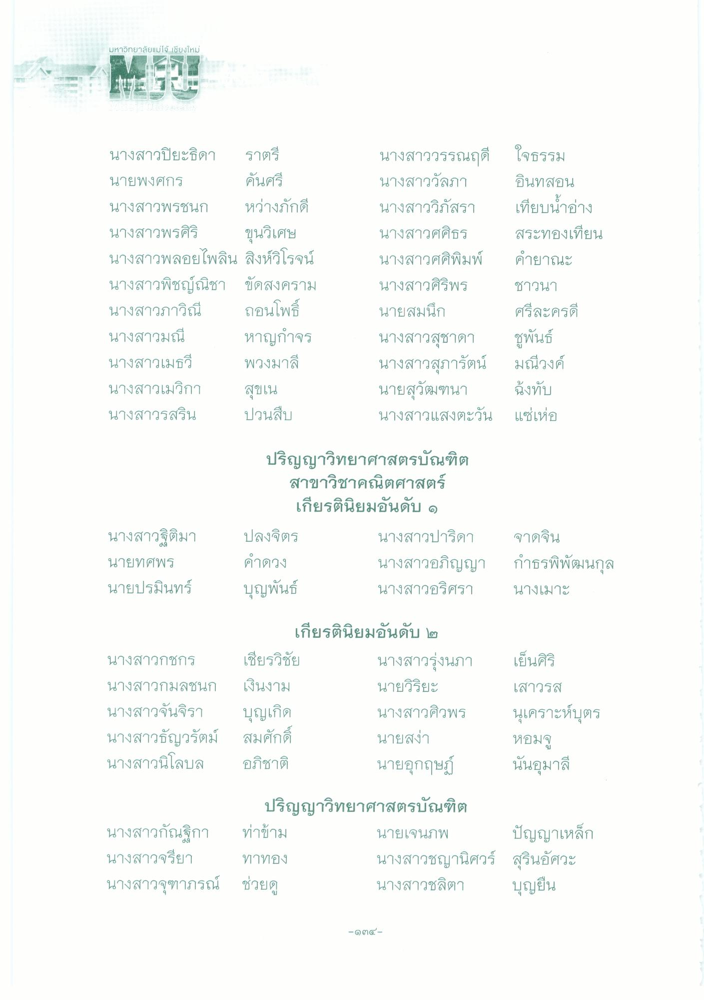 มหาวิทยาลัยแม่โจ้ เชียงใหม่
MJU
Maejo University
นางสาวปิยะธิดา ราตรี นางสาววรรณฤดี ใจธรรม
นายพงศกร คันศรี นางสาววัลภา อินทสอน
นางสาวพรชนก หว่างภักดี นางสาววิภัสรา เทียบน้ำอ่าง
นางสาวพรศิริ ขุนวิเศษ นางสาวศศิธร สระทองเทียน
นางสาวพลอยไพลิน สิงห์วิโรจน์ นางสาวศศิพิมพ์ คำยาณะ
นางสาวพิชญ์ณิชา ขัดสงคราม นางสาวศิริพร ชาวนา
นางสาวภาวิณี ถอนโพธิ์ นายสมนึก ศรีละครดี
นางสาวมณี หาญกำจร นางสาวสุชาดา ชูพันธ์
นางสาวเมธวี พวงมาลี นางสาวสุภารัตน์ มณีวงค์
นางสาวเมวิกา สุขเน นายสุวัฒฑนา ฉ้งทับ
นางสาวรสริน ปวนสืบ นางสาวแสงตะวัน แซ่เห่อ
ปริญญาวิทยาศาสตรบัณฑิต
สาขาวิชาคณิตศาสตร์
เกียรตินิยมอันดับ ๑
นางสาวฐิติมา ปลงจิตร นางสาวปาริดา จาดจิน
นายทศพร คำดวง นางสาวอภิญญา กำธรพิพัฒนกุล
นายปรมินทร์ บุญพันธ์ นางสาวอริศรา นางเมาะ
เกียรตินิยมอันดับ ๒
นางสาวกชกร เชียรวิชัย นางสาวรุ่งนภา เย็นศิริ
นางสาวกมลชนก เงินงาม นายวิริยะ เสาวรส
นางสาวจันจิรา บุญเกิด นางสาวศิวพร นุเคราะห์บุตร
นางสาวธัญวรัตม์ สมศักดิ์ นายสง่า หอมจู
นางสาวนิโลบล อภิชาติ นายอุกฤษฏ์ นันอุมาลี
ปริญญาวิทยาศาสตรบัณฑิต
นางสาวกัณฐิกา ท่าข้าม นายเจนภพ ปัญญาเหล็ก
นางสาวจรียา ทาทอง นางสาวชญานิศวร์ สุรินอัศวะ
นางสาวจุฑาภรณ์ ช่วยดู นางสาวชลิตา บุญยืน
-๑๓๔-